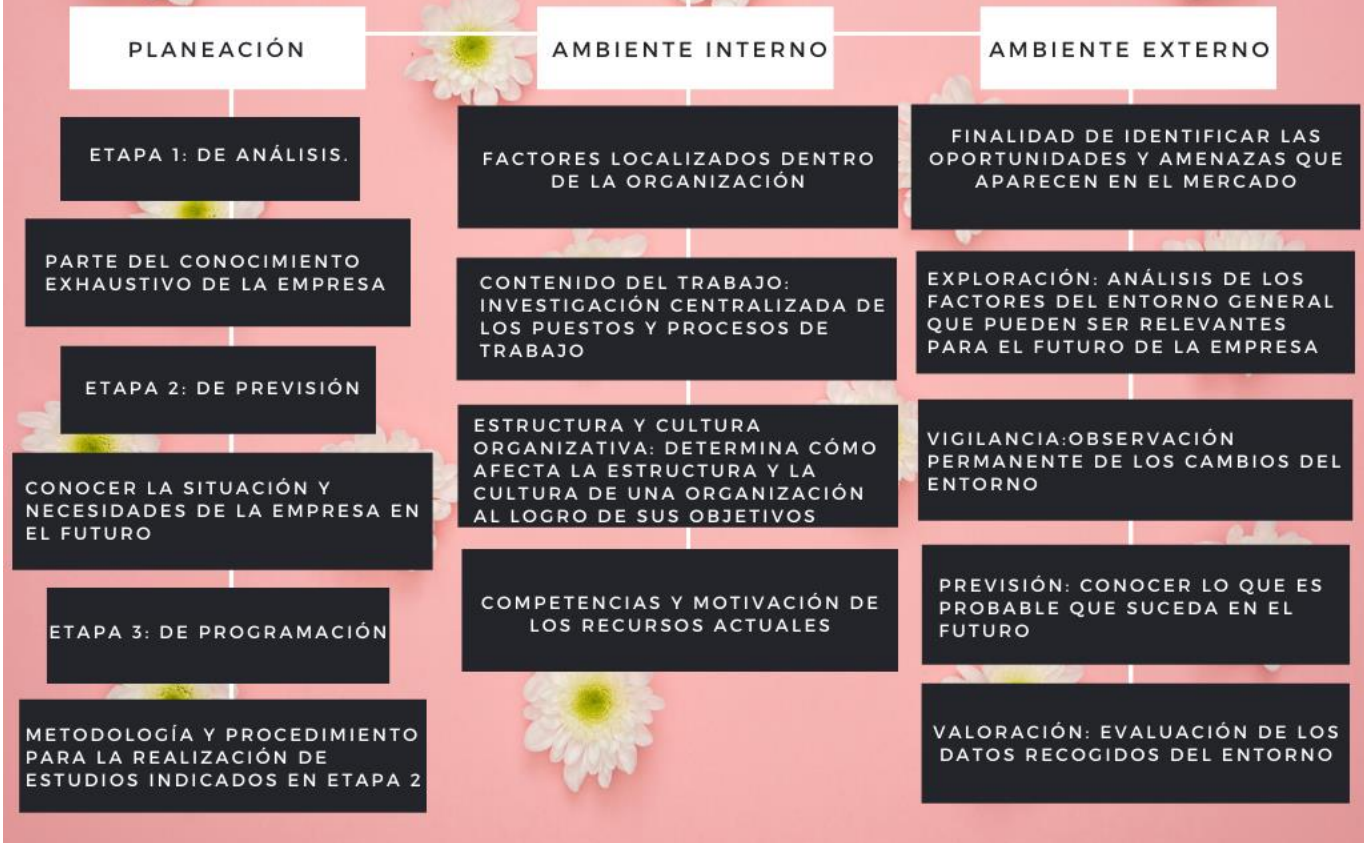 PLANEACIÓN
ETAPA 1: DE ANÁLISIS.
PARTE DEL CONOCIMIENTO
EXHAUSTIVO DE LA EMPRESA
ETAPA 2: DE PREVISIÓN
CONOCER LA SITUACIÓN Y
NECESIDADES DE LA EMPRESA EN
EL FUTURO
ETAPA 3: DE PROGRAMACIÓN
METODOLOGÍA Y PROCEDIMIENTO
PARA LA REALIZACIÓN DE
ESTUDIOS INDICADOS EN ETAPA 2
AMBIENTE INTERNO
FACTORES LOCALIZADOS DENTRO
DE LA ORGANIZACIÓN
CONTENIDO DEL TRABAJO:
INVESTIGACIÓN CENTRALIZADA DE
LOS PUESTOS Y PROCESOS DE
TRABAJO
ESTRUCTURA Y CULTURA
ORGANIZATIVA: DETERMINA CÓMO
AFECTA LA ESTRUCTURA Y LA
CULTURA DE UNA ORGANIZACIÓN
AL LOGRO DE SUS OBJETIVOS
COMPETENCIAS Y MOTIVACIÓN DE
LOS RECURSOS ACTUALES
AMBIENTE EXTERNO
FINALIDAD DE IDENTIFICAR LAS
OPORTUNIDADES Y AMENAZAS QUE
APARECEN EN EL MERCADO
EXPLORACIÓN: ANÁLISIS DE LOS
FACTORES DEL ENTORNO GENERAL
QUE PUEDEN SER RELEVANTES
PARA EL FUTURO DE LA EMPRESA
VIGILANCIA:OBSERVACIÓN
PERMANENTE DE LOS CAMBIOS DEL
ENTORNO
PREVISIÓN: CONOCER LO QUE ES
PROBABLE QUE SUCEDA EN EL
FUTURO
VALORACIÓN: EVALUACIÓN DE LOS
DATOS RECOGIDOS DEL ENTORNO